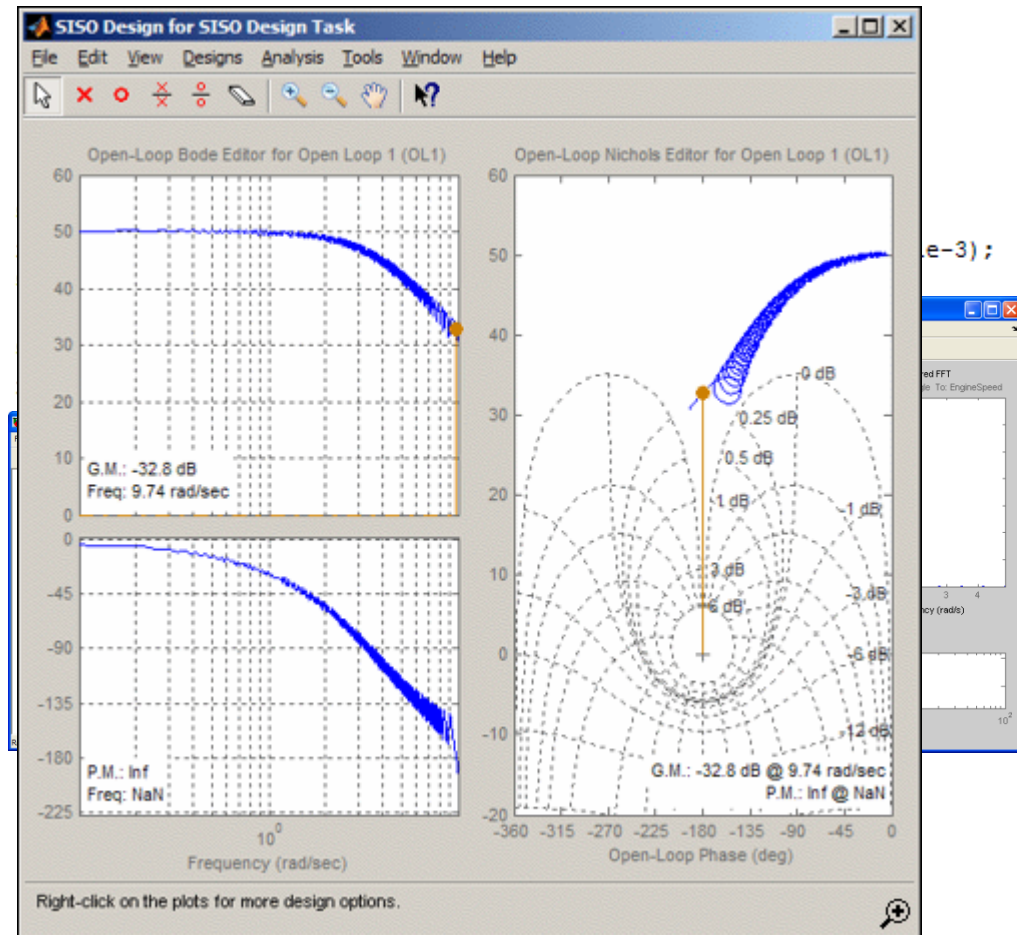 SISO Design for SISO Design Task
File Edit View Designs Analysis Tools Window Help
Open-Loop Bode Editor for Open Loop 1 (OL1)
60
50
40
30
20
10
0
G.M.: -32.8 dB
Freq: 9.74 rad/sec
0
-45
-90
-135
-180
-225
P.M.: Inf
Freq: NaN
10^0
Frequency (rad/sec)
Open-Loop Nichols Editor for Open Loop 1 (OL1)
60
50
40
30
20
10
0
-10
-20
0 dB
0.25 dB
0.5 dB
1 dB
-1 dB
3 dB
6 dB
-3 dB
-6 dB
-12 dB
G.M.: -32.8 dB @ 9.74 rad/sec
P.M.: Inf @ NaN
-360 -315 -270 -225 -180 -135 -90 -45 0
Open-Loop Phase (deg)
e-3);
ed FFT
To: EngineSpeed
3 4
cy (rad/s)
10^2
Right-click on the plots for more design options.